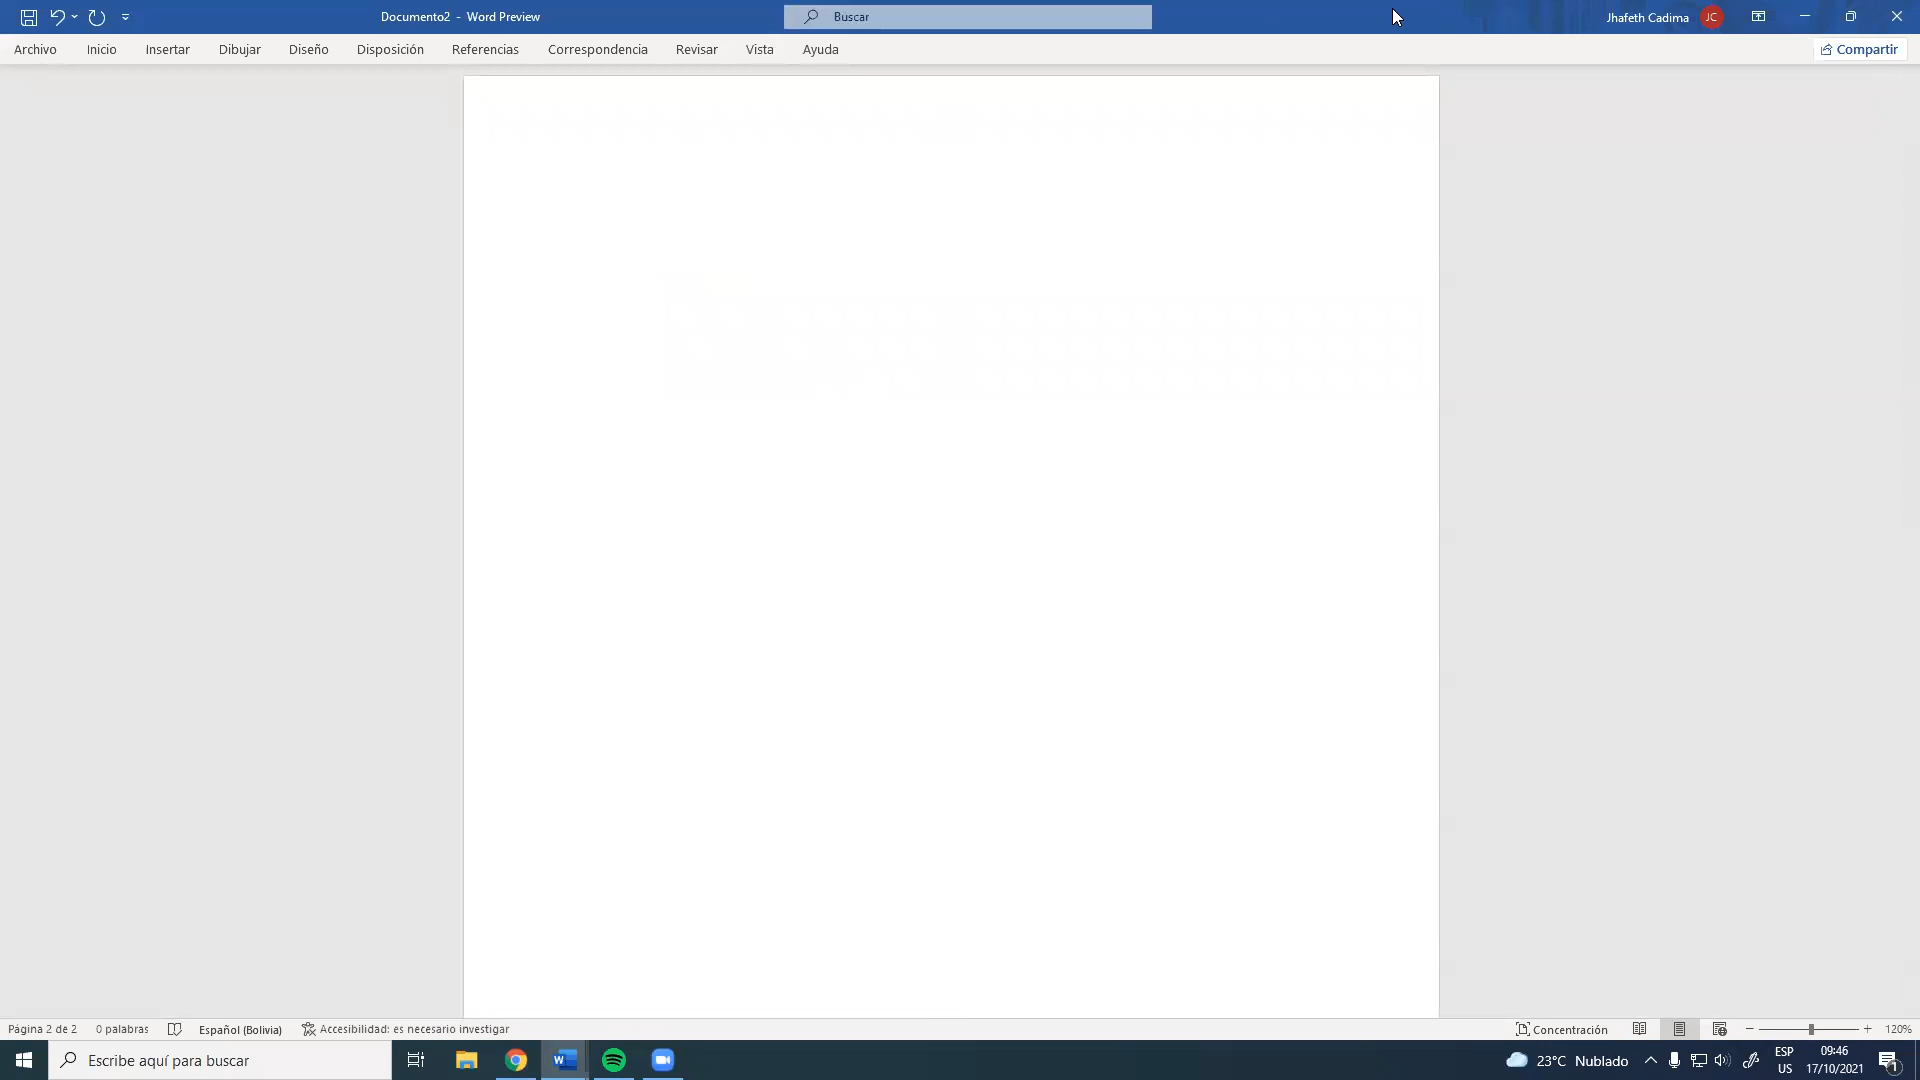 Documento2 - Word Preview
Buscar
Jhafeth Cadima
JC
Archivo
Inicio
Insertar
Dibujar
Diseño
Disposición
Referencias
Correspondencia
Revisar
Vista
Ayuda
Compartir
Página 2 de 2
0 palabras
Español (Bolivia)
Accesibilidad: es necesario investigar
Concentración
120%
Escribe aquí para buscar
W
23°C Nublado
ESP
US
09:46
17/10/2021
1